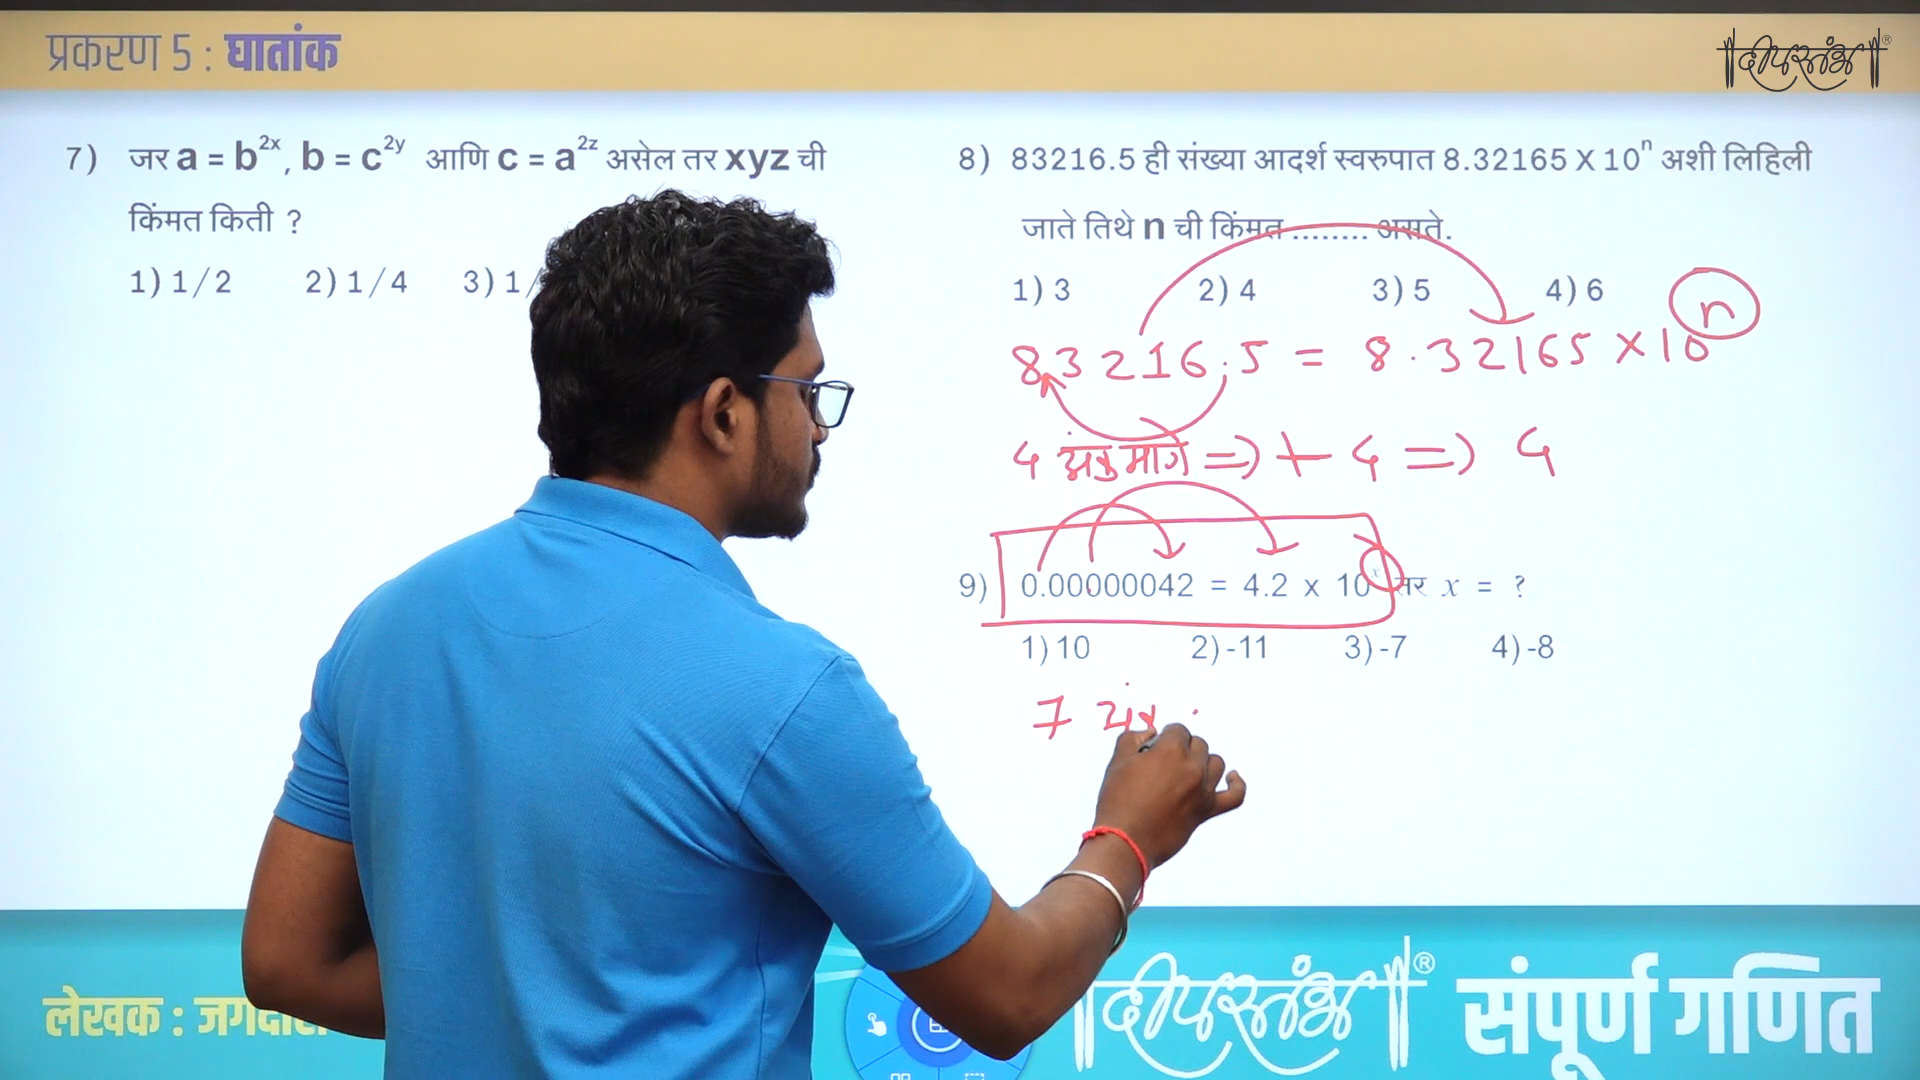 प्रकरण 5 : घातांक
॥दीपस्तंभ॥®
7) जर a = b^2x, b = c^2y आणि c = a^2z असेल तर xyz ची
किंमत किती ?
1) 1/2 2) 1/4 3) 1/
8) 83216.5 ही संख्या आदर्श स्वरुपात 8.32165 X 10^n अशी लिहिली
जाते तिथे n ची किंमत ........ असते.
1) 3 2) 4 3) 5 4) 6
83216.5 = 8.32165 × 10^n
4 अंक मागे => + 4 => 4
9) 0.00000042 = 4.2 x 10^x तर x = ?
1) 10 2) -11 3) -7 4) -8
7
लेखक :
॥दीपस्तंभ॥® संपूर्ण गणित